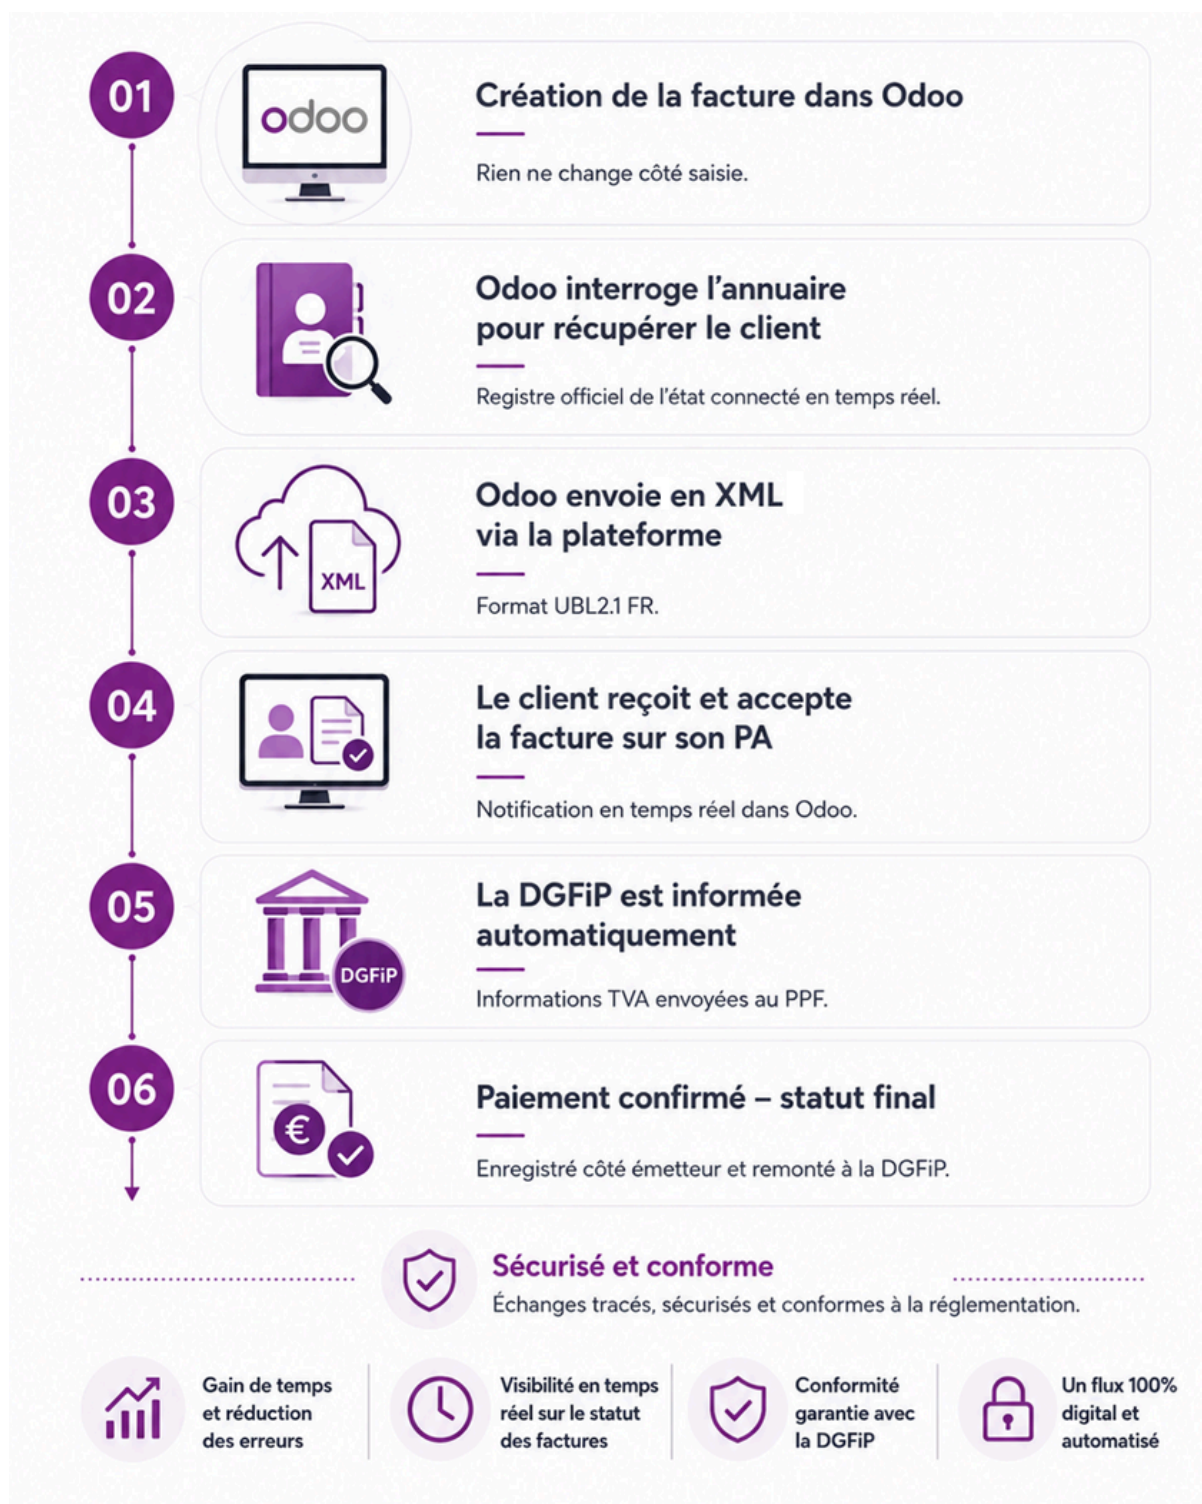 01
odoo
Création de la facture dans Odoo
Rien ne change côté saisie.
02
Odoo interroge l'annuaire
pour récupérer le client
Registre officiel de l'état connecté en temps réel.
03
XML
Odoo envoie en XML
via la plateforme
Format UBL2.1 FR.
04
Le client reçoit et accepte
la facture sur son PA
Notification en temps réel dans Odoo.
05
DGFiP
La DGFiP est informée
automatiquement
Informations TVA envoyées au PPF.
06
€
Paiement confirmé – statut final
Enregistré côté émetteur et remonté à la DGFiP.
Sécurisé et conforme
Échanges tracés, sécurisés et conformes à la réglementation.
Gain de temps
et réduction
des erreurs
Visibilité en temps
réel sur le statut
des factures
Conformité
garantie avec
la DGFiP
Un flux 100%
digital et
automatisé